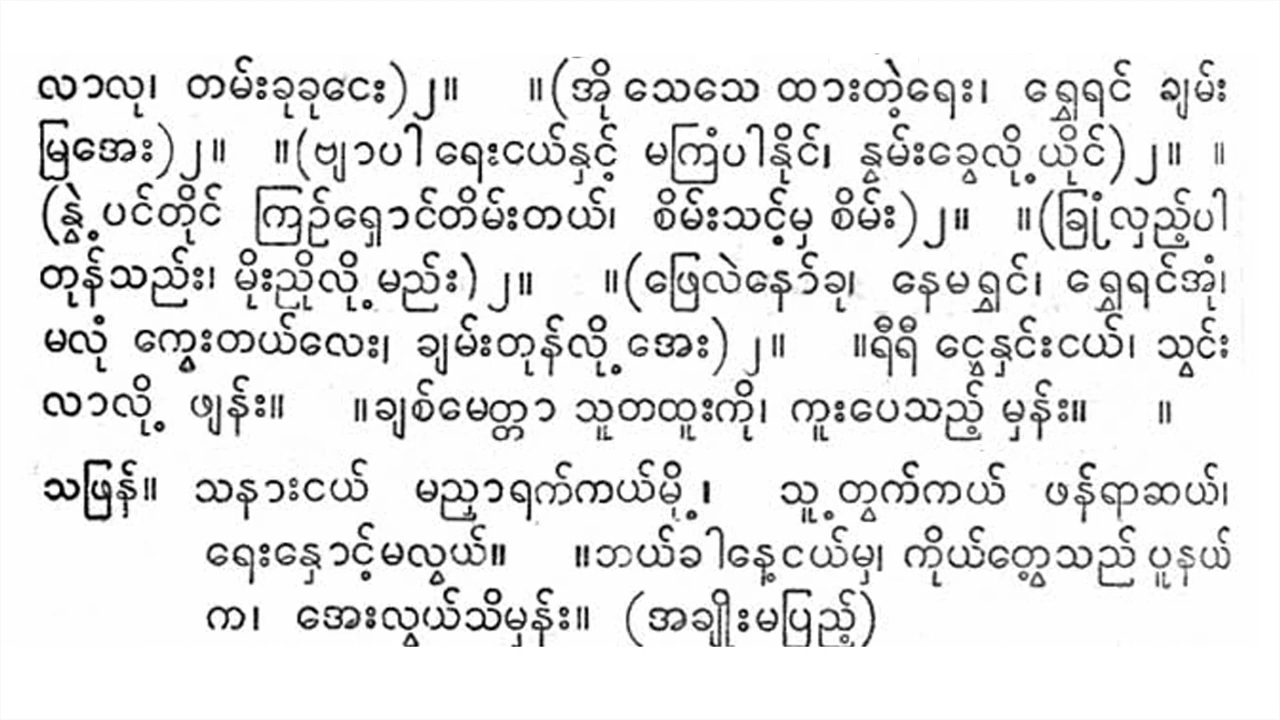 လာလု၊ တမ်းခုခုငေး)၂။ ။(အို သေသေ ထားတဲ့ရေး၊ ရွှေရင် ချမ်း
မြအေး)၂။ ။(ဗျာပါ ရေးငယ်နှင့် မကြံပါနိုင်၊ နွမ်းခွေလို့ ယိုင်)၂။ ။
(နွဲ့ ပင်တိုင် ကြဉ်ရှောင်တိမ်းတယ်၊ စိမ်းသင့်မှ စိမ်း)၂။ ။(ခြုံလှည့်ပါ
တုန်သည်း၊ မိုးညိုလို့ မည်း)၂။ ။(ဖြေလဲနော်ခု၊ နေမရွှင်၊ ရွှေရင်အုံ၊
မလုံ ကွေးတယ်လေး၊ ချမ်းတုန်လို့ အေး)၂။ ။ရီရီ ငွေ့နှင်းငယ်၊ သွင်း
လာလို့ ဖျန်း။ ။ချစ်မေတ္တာ သူတထူးကို၊ ကူးပေသည့် မှန်း။ ။
သဖြန်။ သနားငယ် မညှာရက်ကယ်မို့၊ သူ့တွက်ကယ် ဖန်ရာဆယ်၊
ရေးနှောင့်မလွယ်။ ။ဘယ်ခါနေ့ငယ်မှ၊ ကိုယ်တွေ့သည် ပူနယ်
က၊ အေးလွယ်သိမှန်း။ (အချိုးမပြည့်)